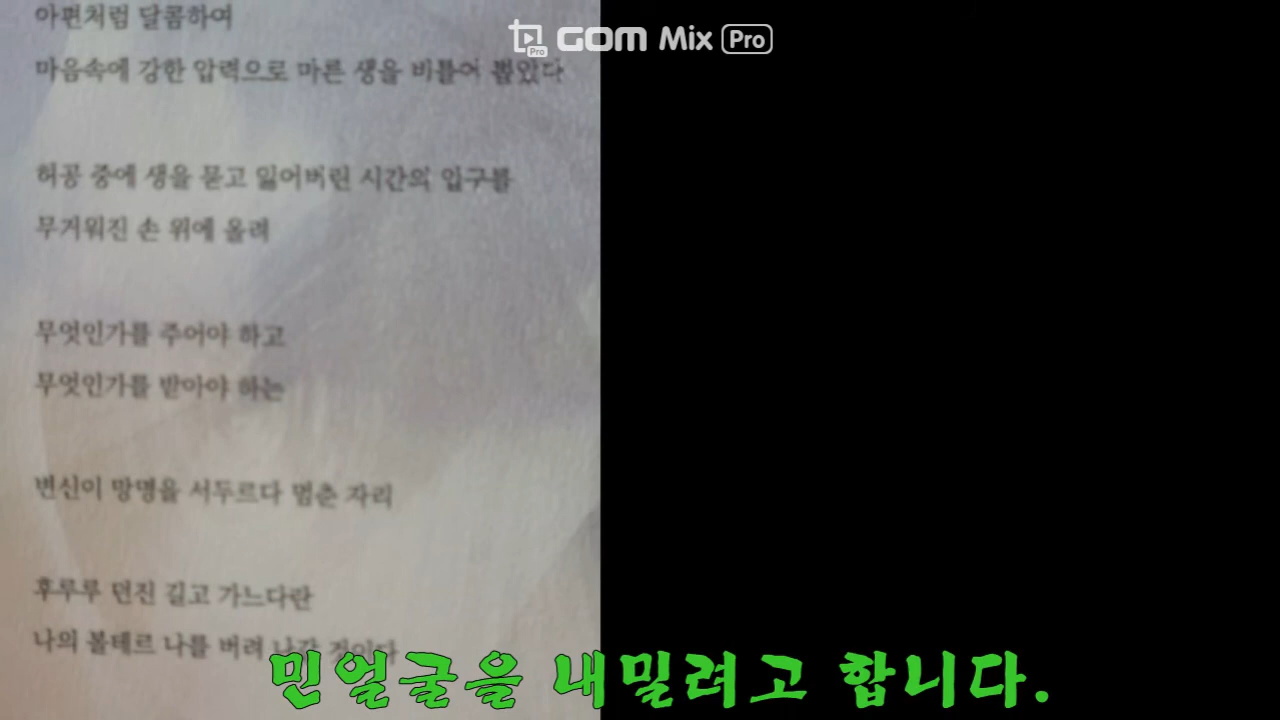 아편처럼 달콤하여
GOM Mix Pro
Pro
마음속에 강한 압력으로 마른 생을 비틀어
허공 중에 생을 묻고 잃어버린 시간의 입구를
무거워진 손 위에 올려
무엇인가를 주어야 하고
무엇인가를 받아야 하는
변신이 망명을 서두르다 멈춘 자리
후루루 던진 길고 가느다란
나의 볼테르 나를 버려
민얼굴을 내밀려고 합니다.